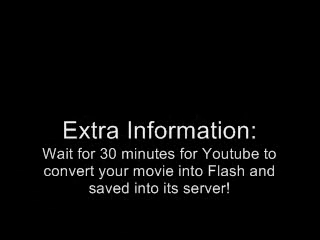 Extra Information:
Wait for 30 minutes for Youtube to
convert your movie into Flash and
saved into its server!